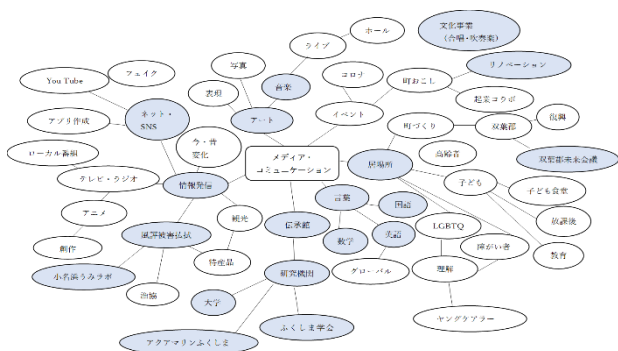 文化事業
(合唱・吹奏楽)
ホール
ライブ
写真
フェイク
音楽
コロナ
町おこし
リノベーション
You Tube
表現
アート
イベント
起業コラボ
アプリ作成
ネット・
SNS
今・昔
変化
町づくり
双葉郡
復興
メディア・
コミュニケーション
ローカル番組
高齢者
双葉郡未来会議
テレビ・ラジオ
情報発信
居場所
子ども
子ども食堂
アニメ
言葉
国語
観光
伝承館
LGBTQ
放課後
風評被害払拭
数学
英語
障がい者
創作
特産品
教育
小名浜うみラボ
漁協
研究機関
グローバル
理解
大学
ふくしま学会
ヤングケアラー
アクアマリンふくしま